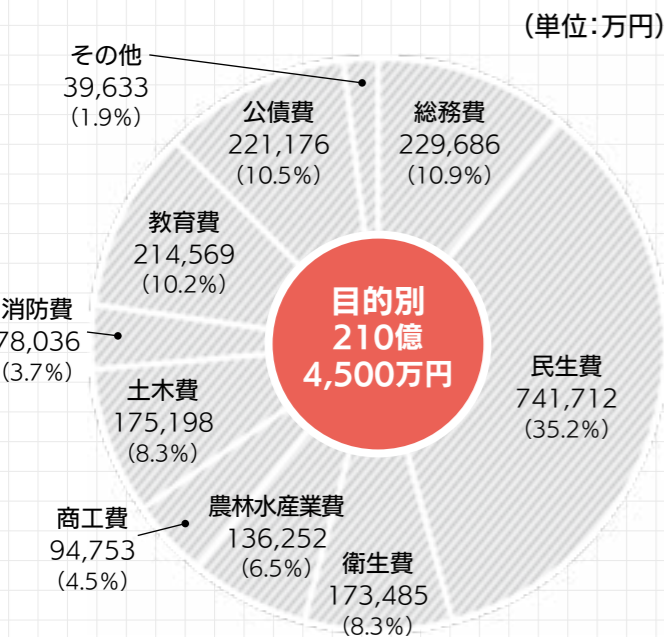 (単位:万円)
その他
39,633
(1.9%)
公債費
221,176
(10.5%)
総務費
229,686
(10.9%)
教育費
214,569
(10.2%)
消防費
78,036
(3.7%)
目的別
210億
4,500万円
民生費
741,712
(35.2%)
土木費
175,198
(8.3%)
商工費
94,753
(4.5%)
農林水産業費
136,252
(6.5%)
衛生費
173,485
(8.3%)